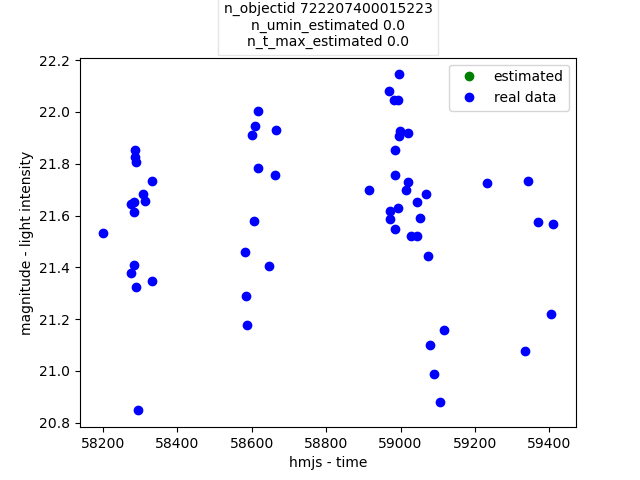 n_objectid 722207400015223
n_umin_estimated 0.0
n_t_max_estimated 0.0
22.2
22.0
21.8
21.6
21.4
21.2
21.0
20.8
magnitude - light intensity
estimated
real data
58200 58400 58600 58800 59000 59200 59400
hmjs - time